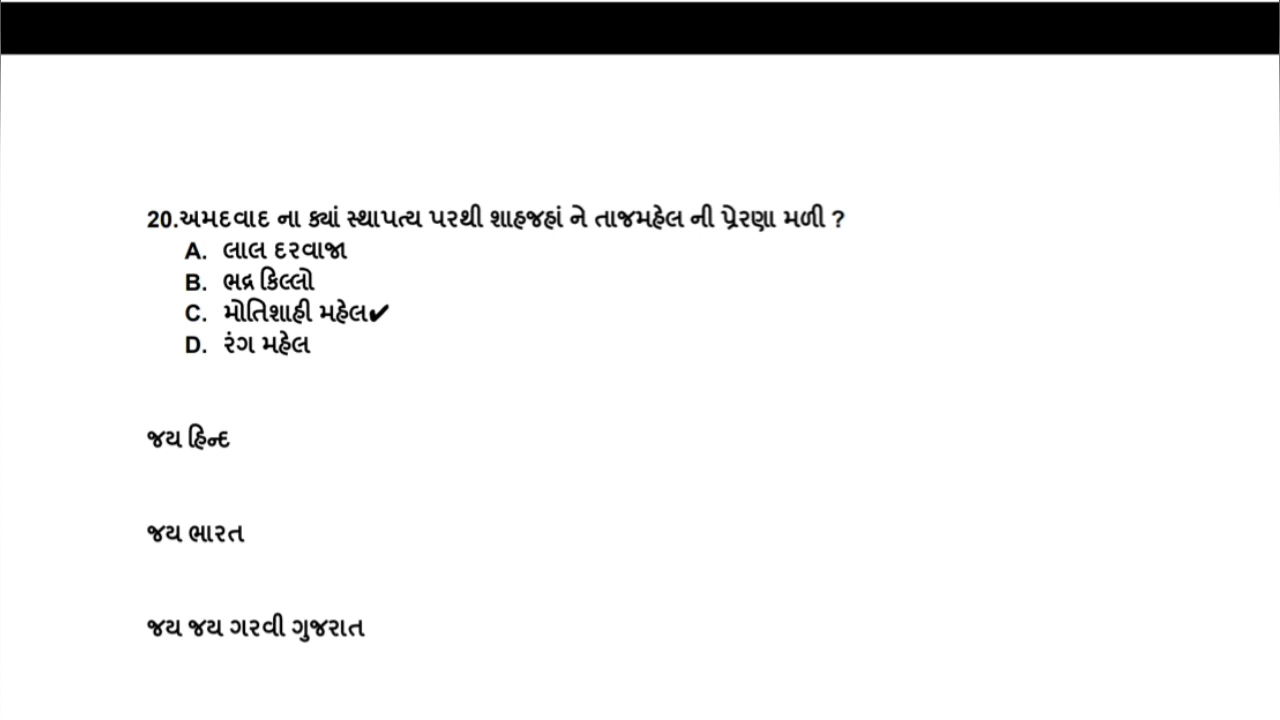 20.અમદવાદ ના ક્યાં સ્થાપત્ય પરથી શાહજહાં ને તાજમહેલ ની પ્રેરણા મળી ?
A. લાલ દરવાજા
B. ભદ્ર કિલ્લો
C. મોતિશાહી મહેલ✔
D. રંગ મહેલ
જય હિન્દ
જય ભારત
જય જય ગરવી ગુજરાત